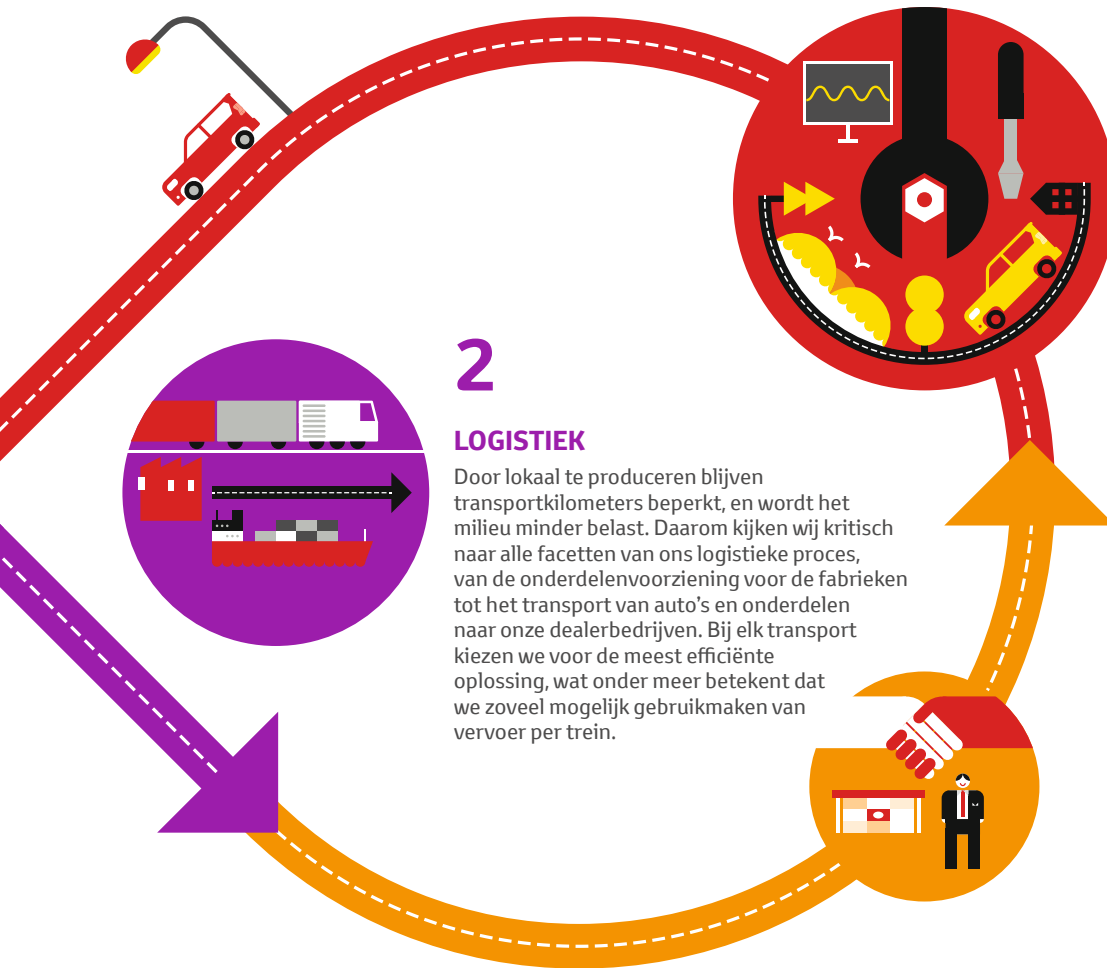 2
LOGISTIEK
Door lokaal te produceren blijven
transportkilometers beperkt, en wordt het
milieu minder belast. Daarom kijken wij kritisch
naar alle facetten van ons logistieke proces,
van de onderdelenvoorziening voor de fabrieken
tot het transport van auto’s en onderdelen
naar onze dealerbedrijven. Bij elk transport
kiezen we voor de meest efficiënte
oplossing, wat onder meer betekent dat
we zoveel mogelijk gebruikmaken van
vervoer per trein.